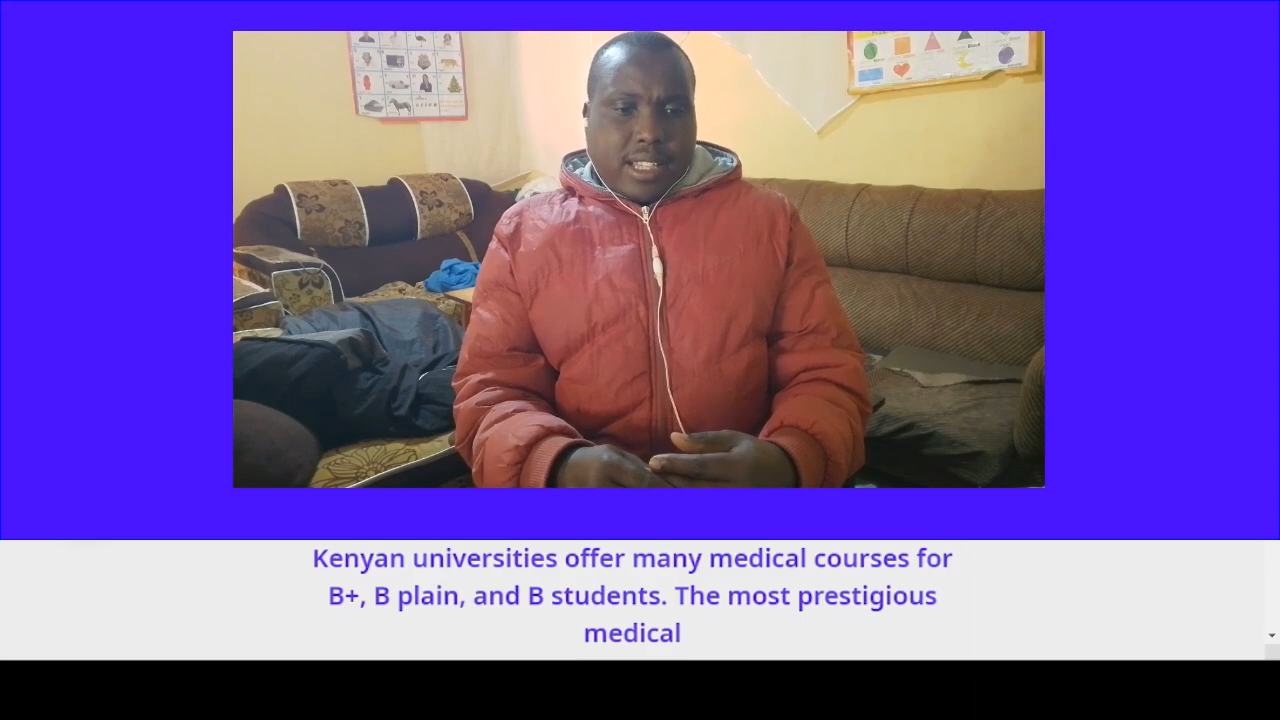 Kenyan universities offer many medical courses for
B+, B plain, and B students. The most prestigious
medical